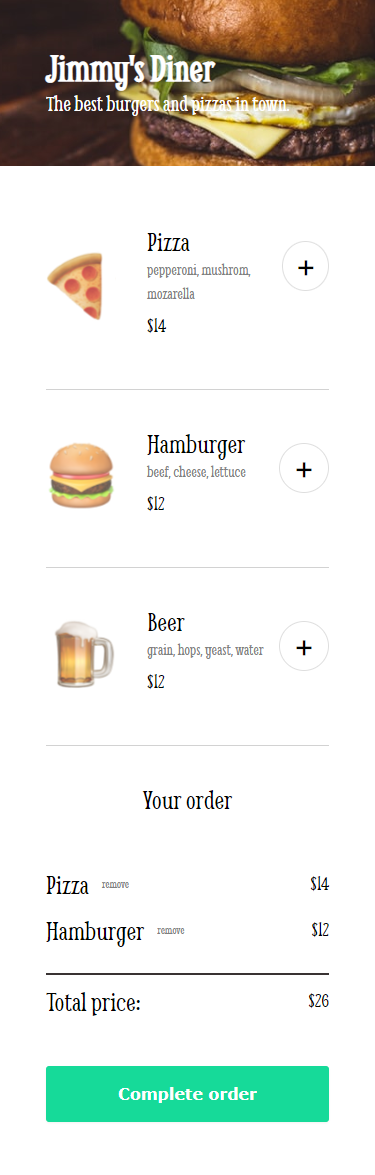 Jimmy's Diner
The best burgers and pizzas in town.
Pizza
pepperoni, mushrom,
mozarella
$14
+
Hamburger
beef, cheese, lettuce
$12
+
Beer
grain, hops, yeast, water
$12
+
Your order
Pizza remove $14
Hamburger remove $12
Total price: $26
Complete order